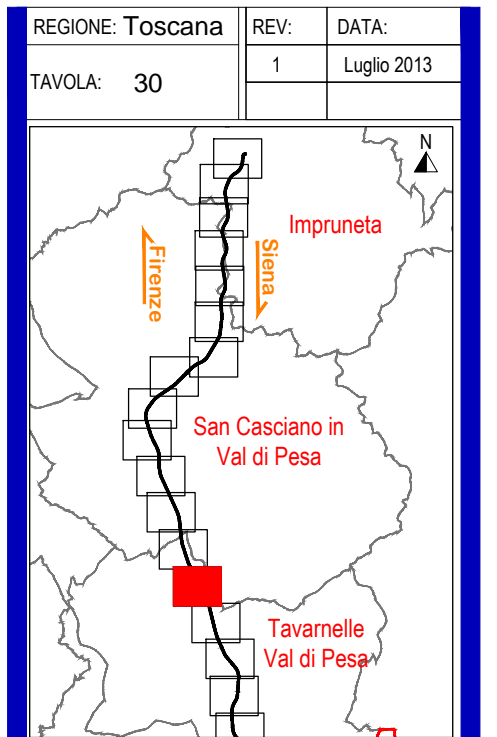 REGIONE: Toscana
REV:
DATA:
TAVOLA: 30
1
Luglio 2013
N
Impruneta
Firenze
Siena
San Casciano in
Val di Pesa
Tavarnelle
Val di Pesa